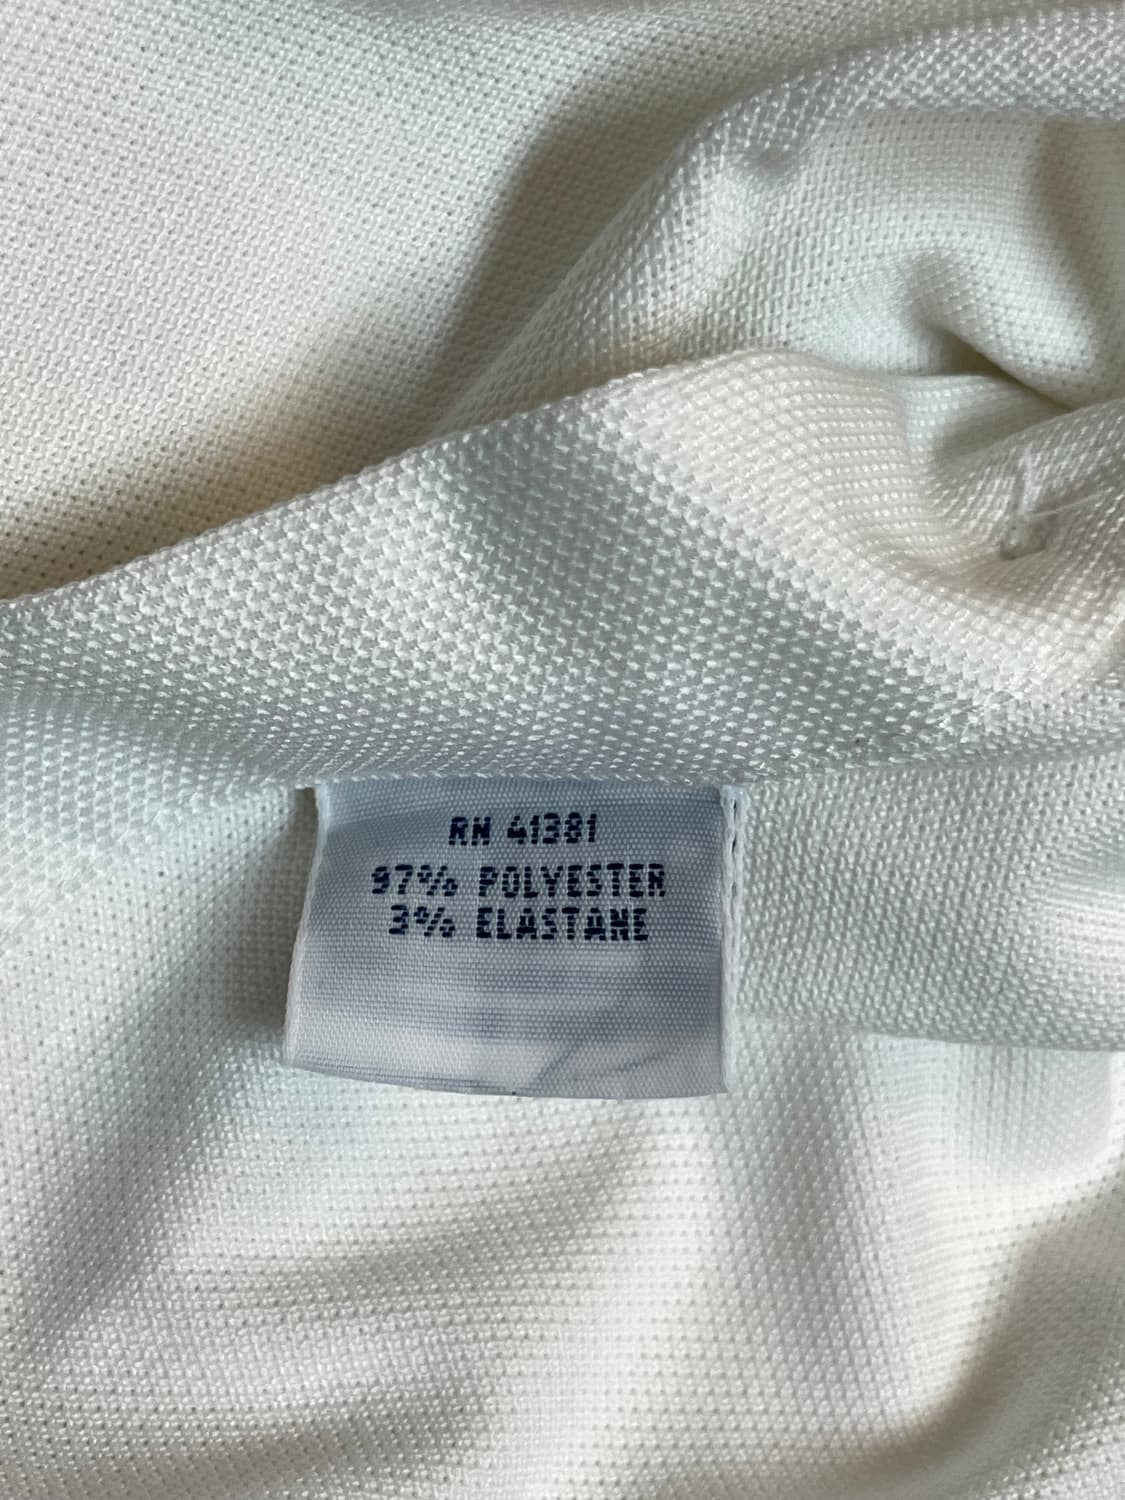 RN 41381
97% POLYESTER
3% ELASTANE